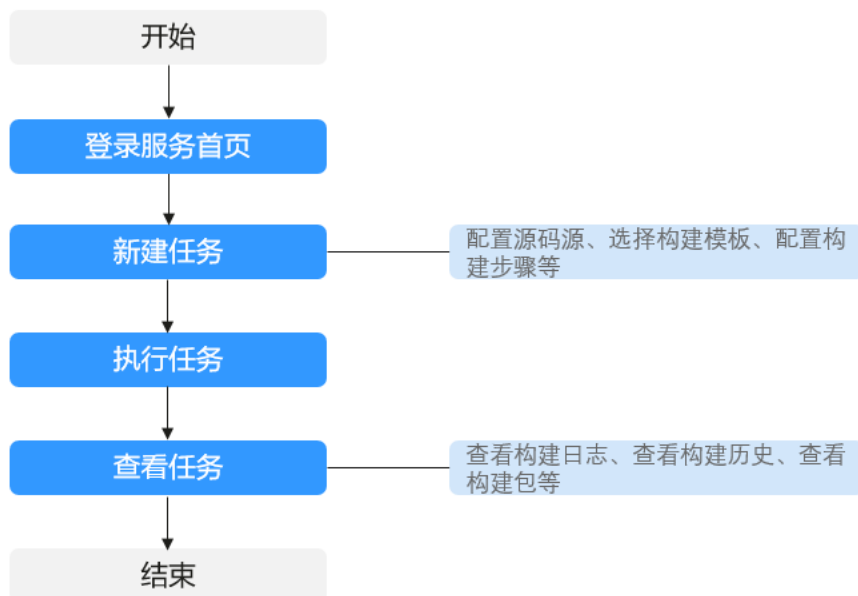 开始
登录服务首页
新建任务
配置源码源、选择构建模板、配置构
建步骤等
执行任务
查看任务
查看构建日志、查看构建历史、查看
构建包等
结束